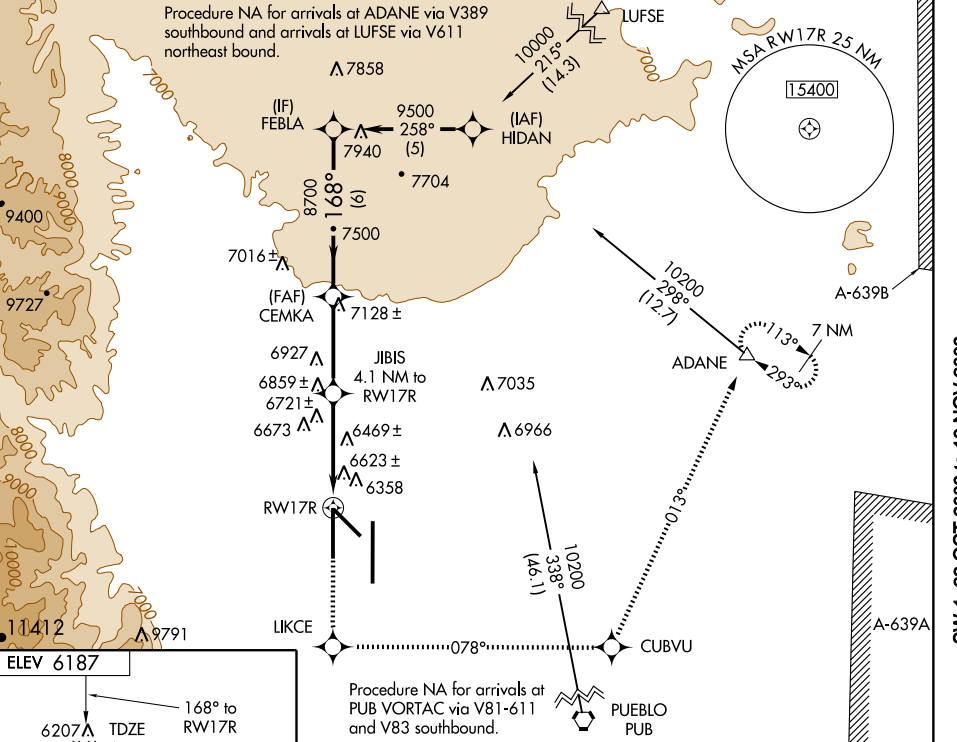 Procedure NA for arrivals at ADANE via V389
southbound and arrivals at LUFSE via V611
northeast bound.
LUFSE
10000
215°
(14.3)
7000
7000
7858
MSA RW17R 25 NM
15400
(IF)
FEBLA
9500
258°
(5)
(IAF)
HIDAN
7940
7704
8000
9000
9400
8700
168°
(6)
7500
7016±
9727
(FAF)
CEMKA
7128±
10200
298°
(12.7)
A-639B
113°
7 NM
ADANE
293°
6927
JIBIS
4.1 NM to
RW17R
6859±
6721±
6673
6469±
7035
6966
6623±
6358
RW17R
8000
9000
10000
013°
10200
338°
(46.1)
7000
11412
9791
LIKCE
078°
CUBVU
A-639A
ELEV 6187
168° to
RW17R
6207
TDZE
Procedure NA for arrivals at
PUB VORTAC via V81-611
and V83 southbound.
PUEBLO
PUB